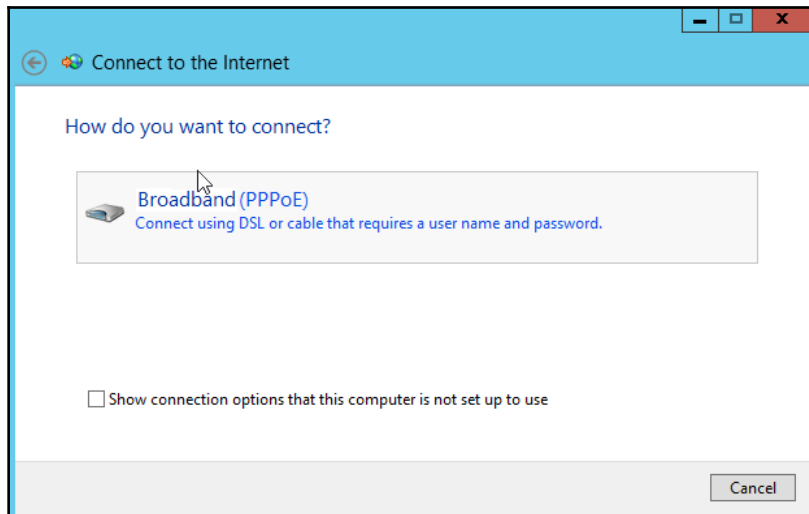 Connect to the Internet
How do you want to connect?
Broadband (PPPoE)
Connect using DSL or cable that requires a user name and password.
Show connection options that this computer is not set up to use
Cancel